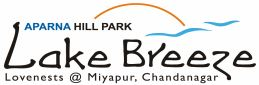 APARNA HILL PARK
Lake Breeze
Lovenests @ Miyapur, Chandanagar